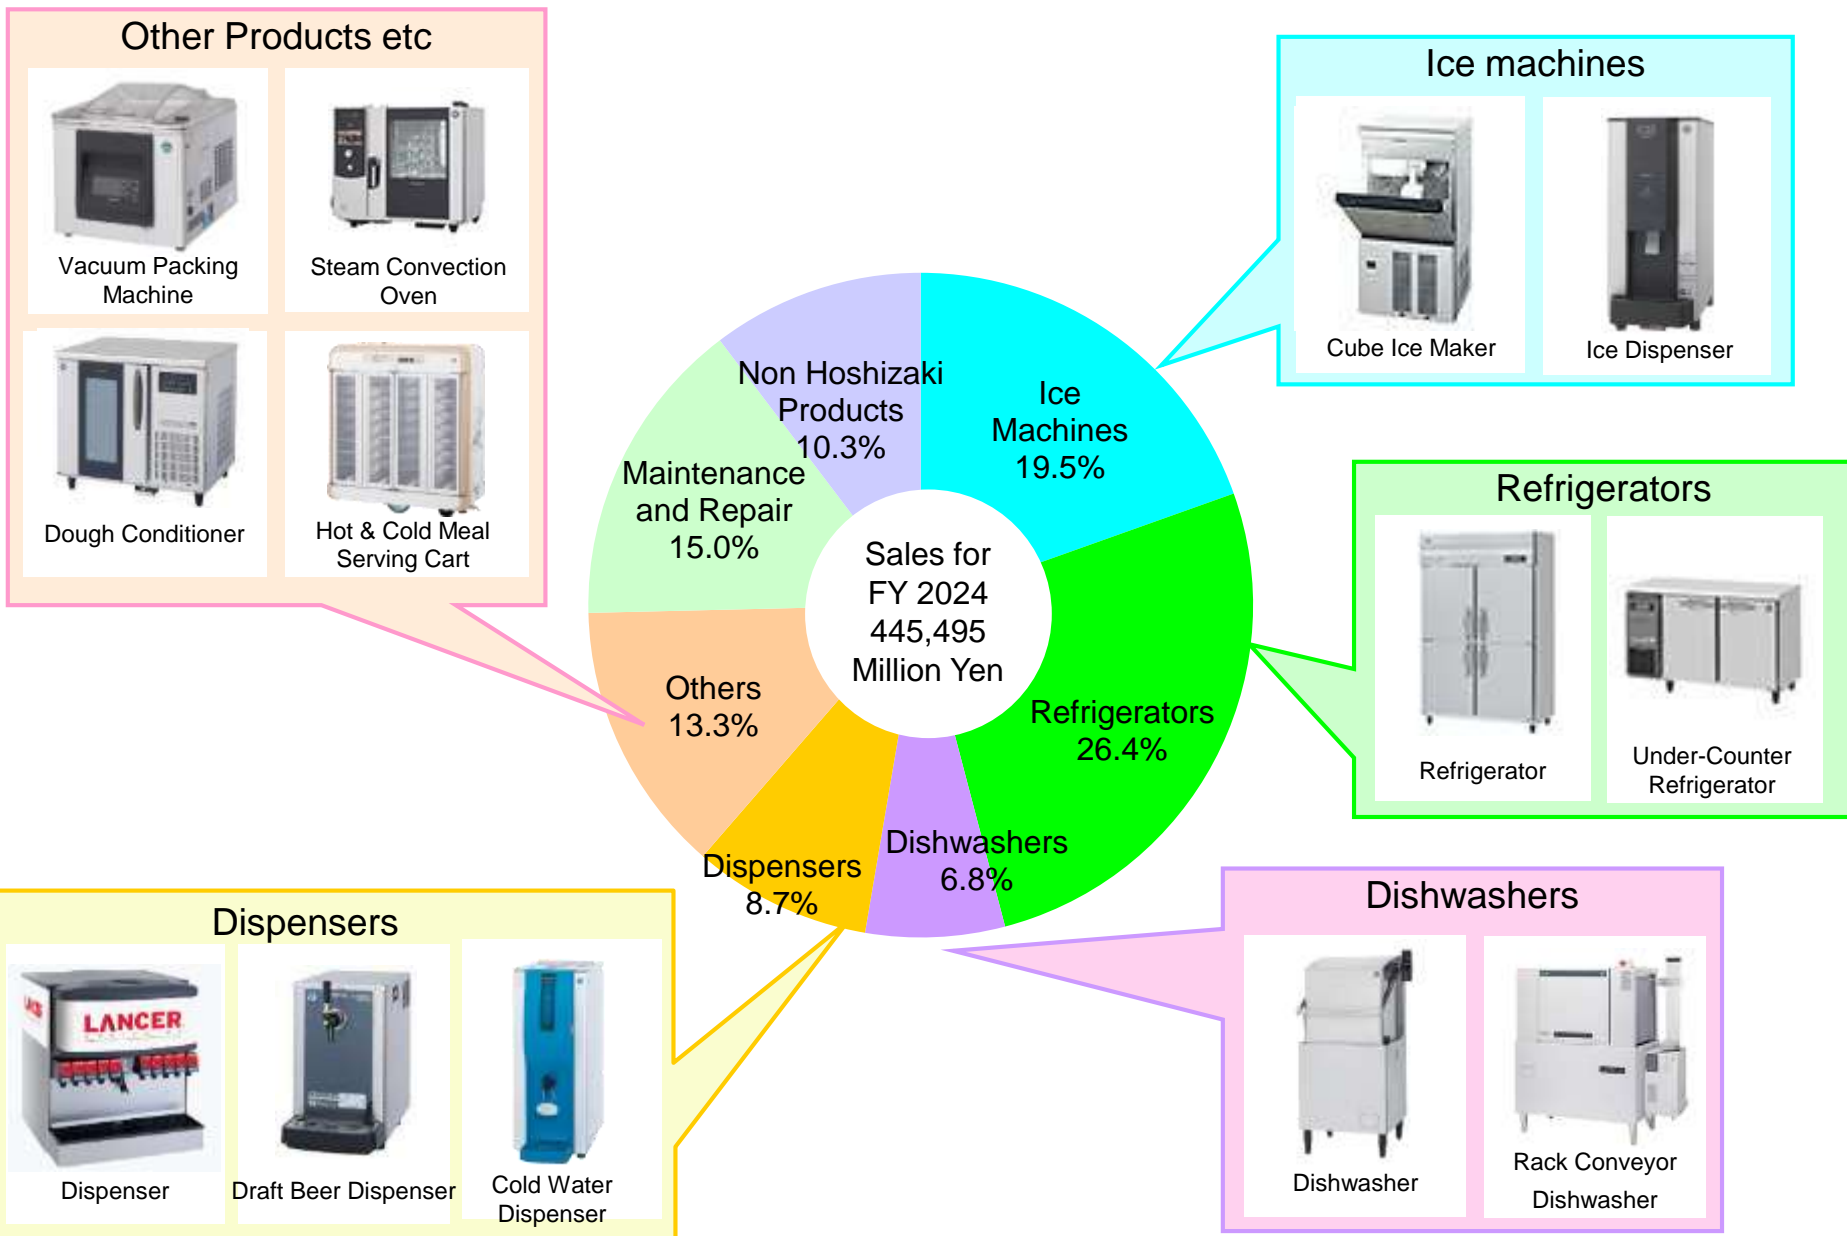 Other Products etc
Vacuum Packing
Machine
Steam Convection
Oven
Dough Conditioner
Hot & Cold Meal
Serving Cart
Ice machines
Cube Ice Maker
Ice Dispenser
Non Hoshizaki
Products
10.3%
Ice
Machines
19.5%
Maintenance
and Repair
15.0%
Sales for
FY 2024
445,495
Million Yen
Others
13.3%
Refrigerators
26.4%
Dispensers
8.7%
Dishwashers
6.8%
Refrigerators
Refrigerator
Under-Counter
Refrigerator
Dispensers
LANCER
Dispenser
Draft Beer Dispenser
Cold Water
Dispenser
Dishwashers
Dishwasher
Rack Conveyor
Dishwasher